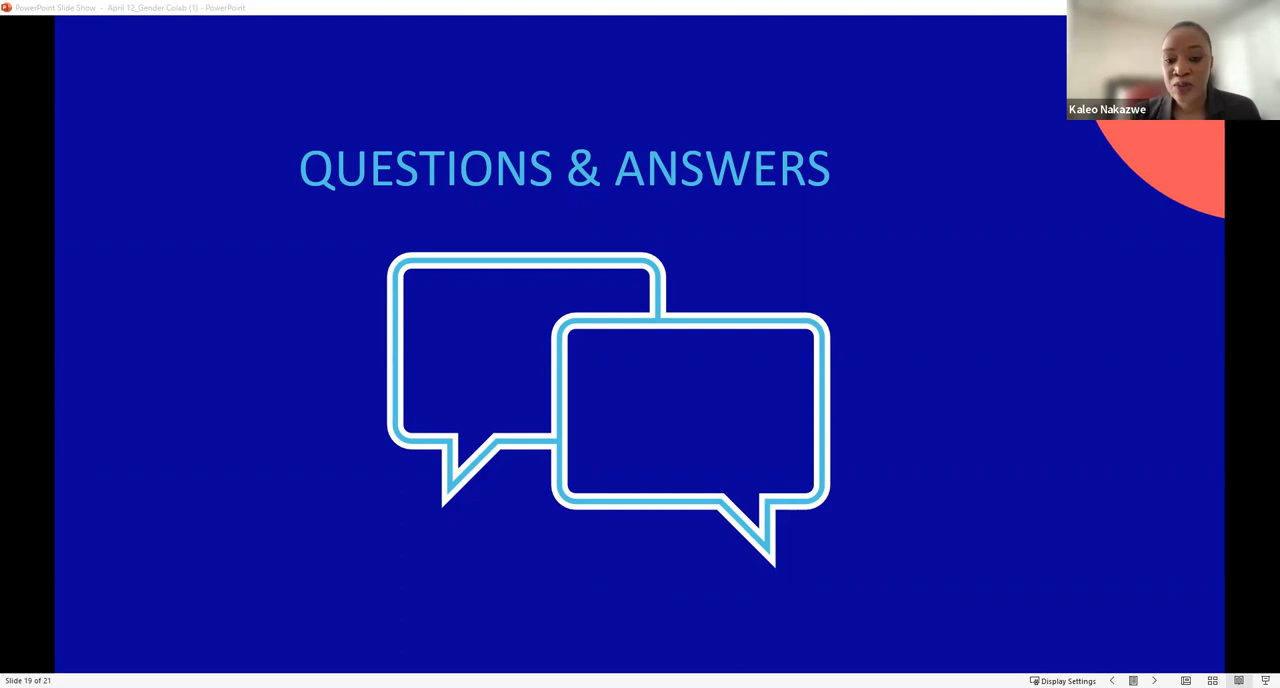 PowerPoint Slide Show - April 12_Gender Colab (1) - PowerPoint
Kaleo Nakazwe
QUESTIONS & ANSWERS
Slide 19 of 21
Display Settings